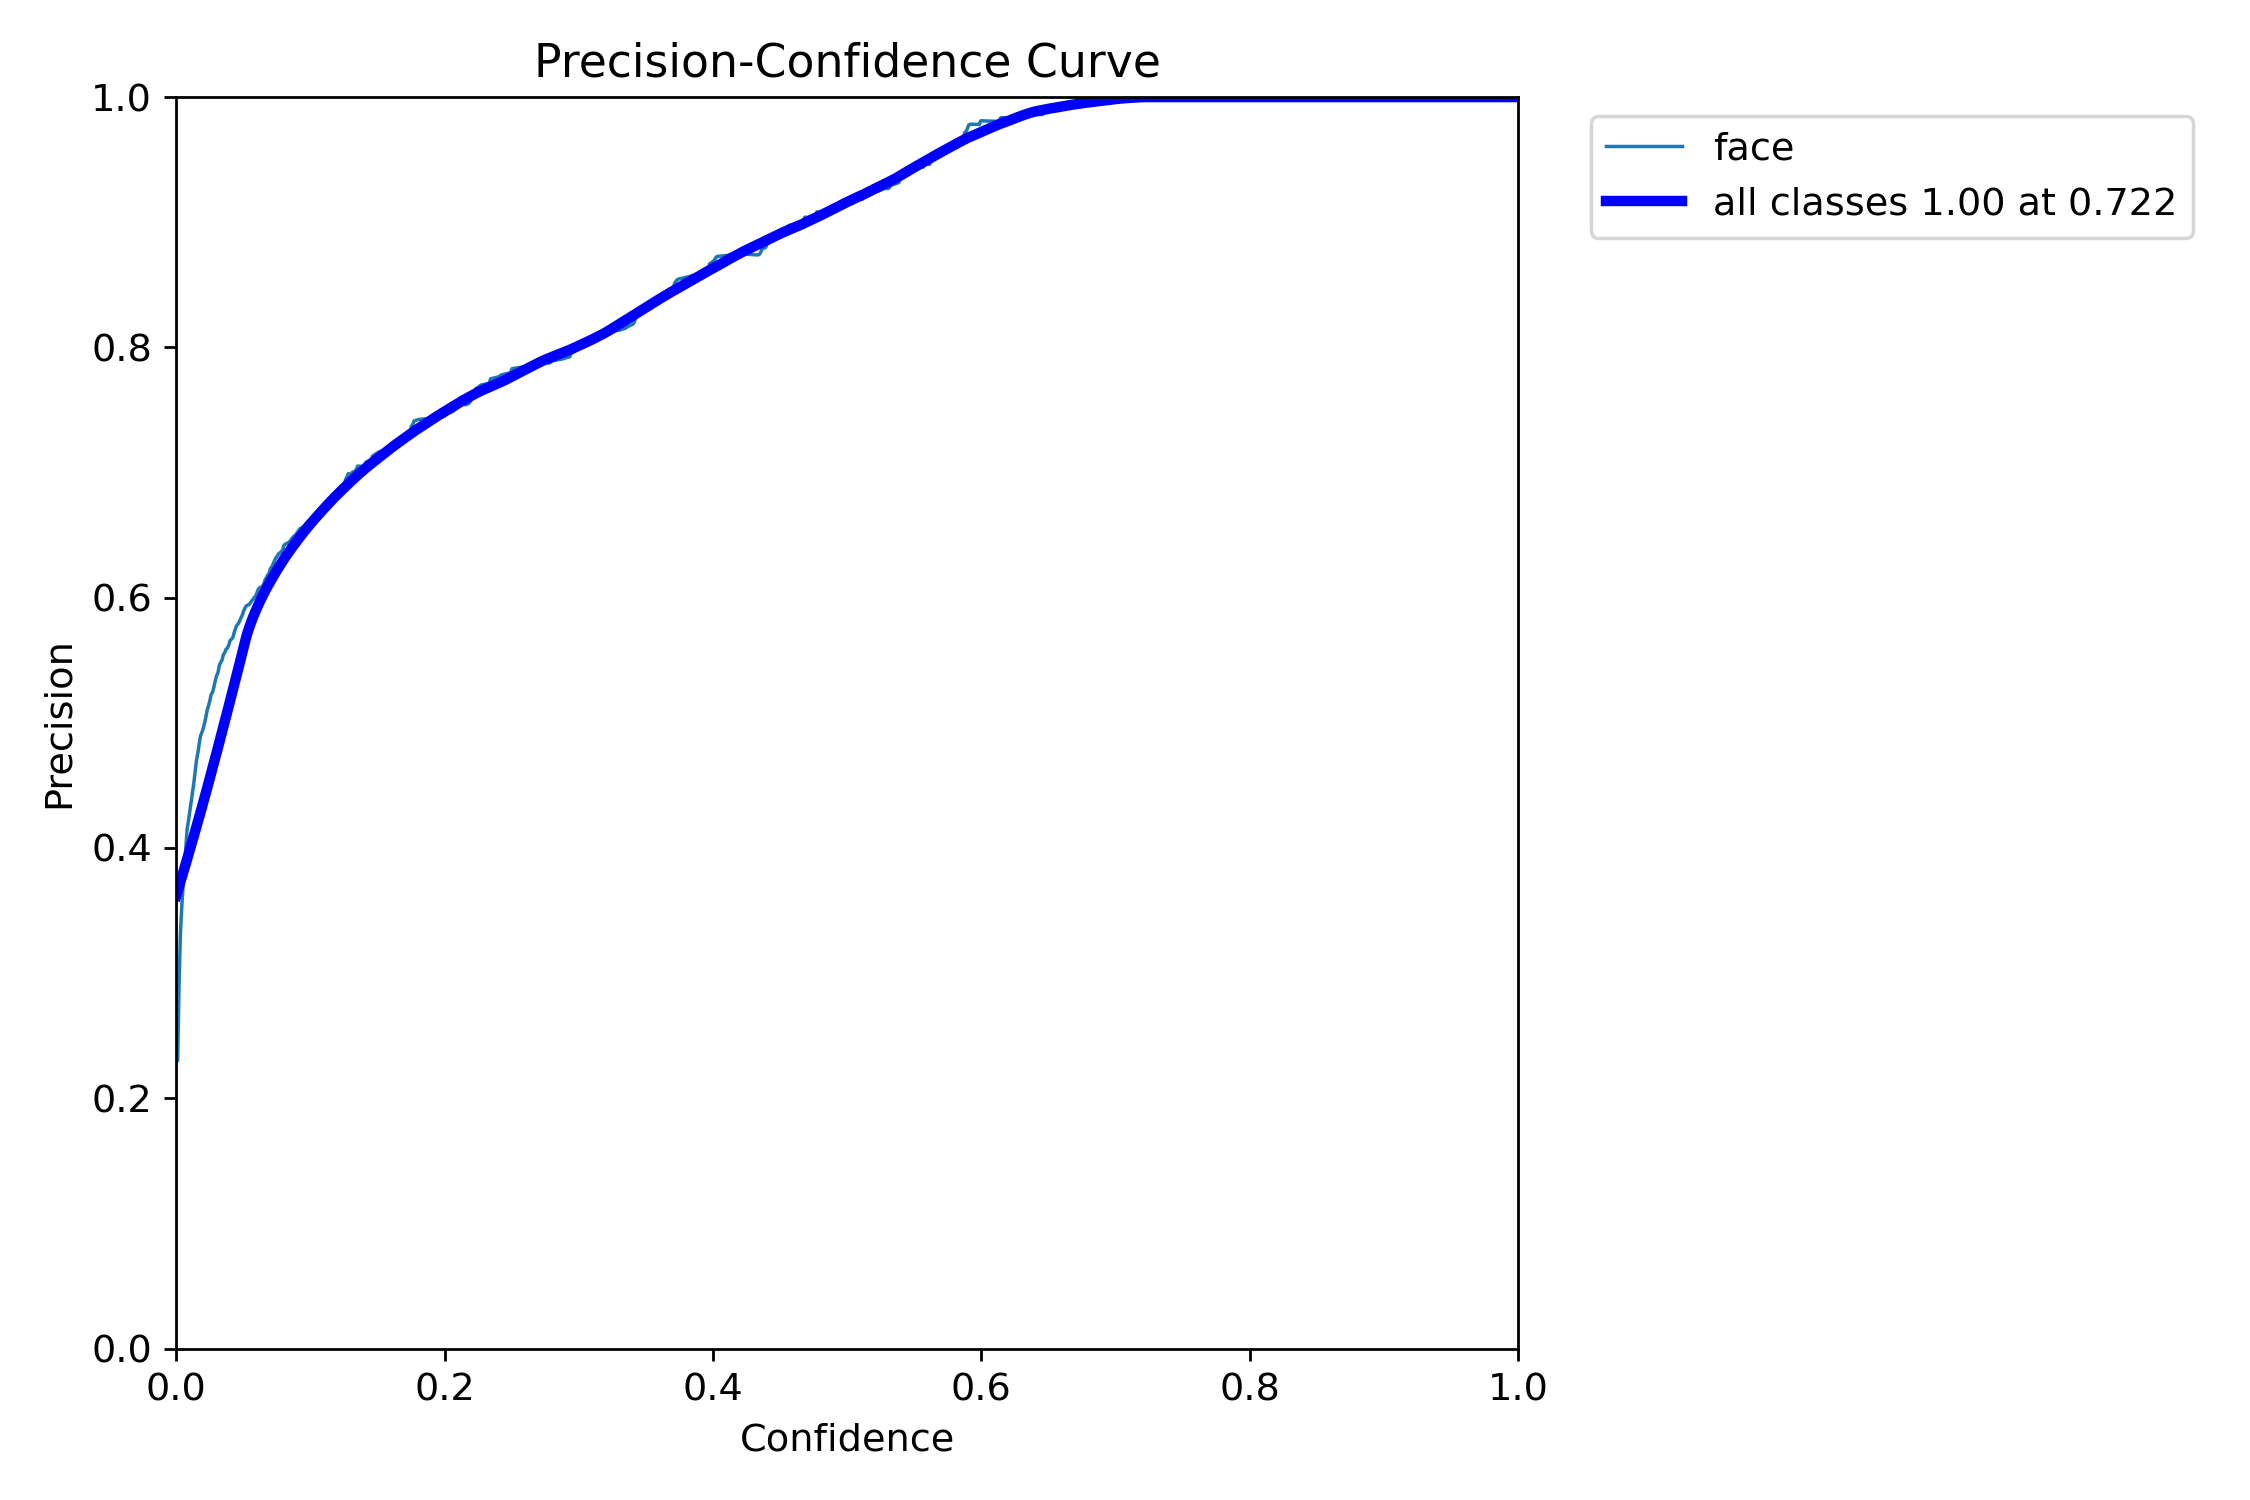 Precision-Confidence Curve
1.0
0.8
0.6
0.4
0.2
0.0
Precision
0.0 0.2 0.4 0.6 0.8 1.0
Confidence
face
all classes 1.00 at 0.722